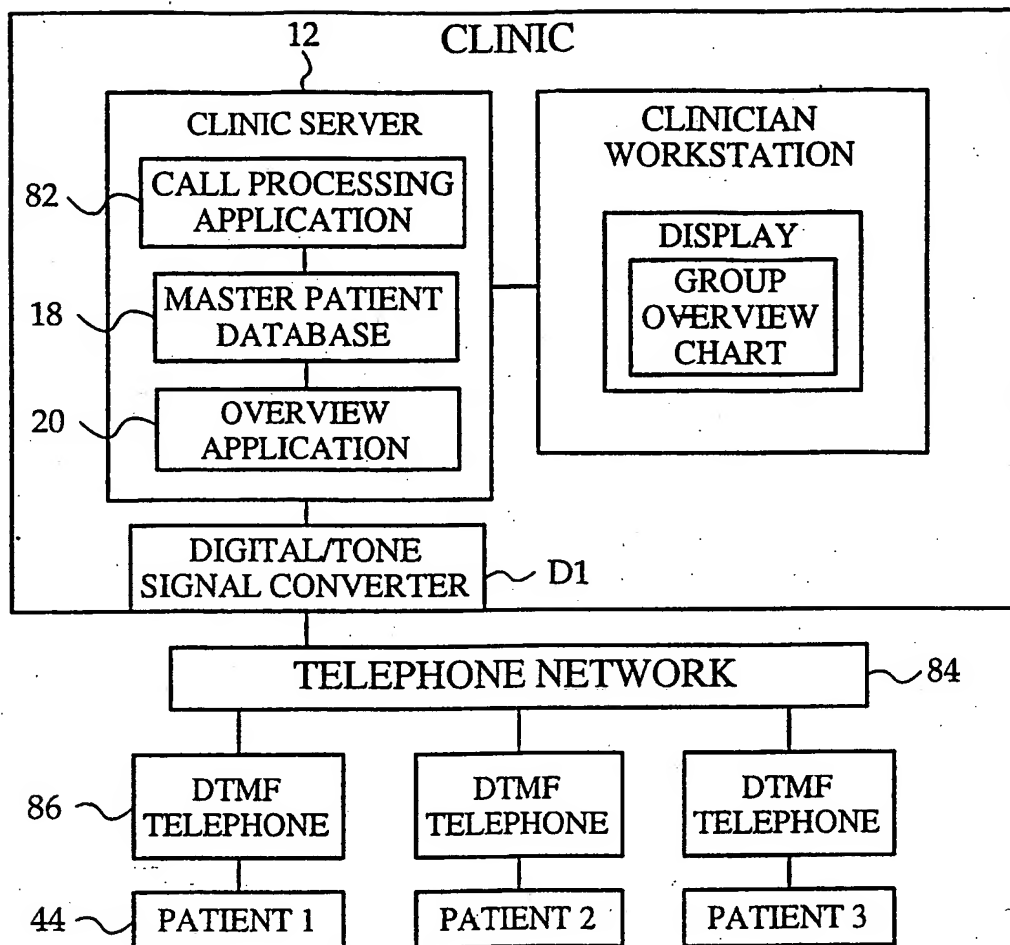 12
CLINIC
CLINIC SERVER
82
CALL PROCESSING
APPLICATION
18
MASTER PATIENT
DATABASE
20
OVERVIEW
APPLICATION
CLINICIAN
WORKSTATION
DISPLAY
GROUP
OVERVIEW
CHART
DIGITAL/TONE
SIGNAL CONVERTER
D1
TELEPHONE NETWORK
84
86
DTMF
TELEPHONE
DTMF
TELEPHONE
DTMF
TELEPHONE
44
PATIENT 1
PATIENT 2
PATIENT 3